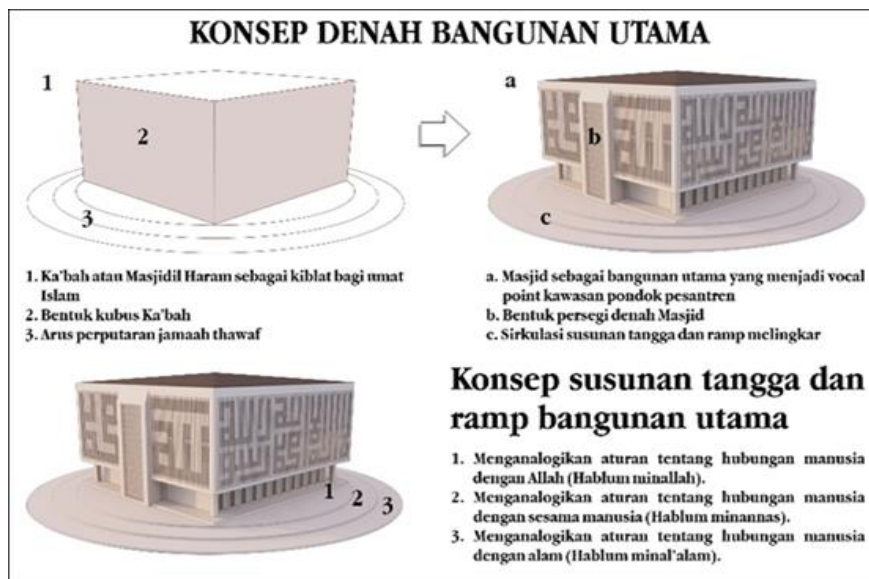 KONSEP DENAH BANGUNAN UTAMA
1
2
3
a
b
c
1. Ka'bah atau Masjidil Haram sebagai kiblat bagi umat
Islam
2. Bentuk kubus Ka'bah
3. Arus perputaran jamaah thawaf
a. Masjid sebagai bangunan utama yang menjadi vocal
point kawasan pondok pesantren
b. Bentuk persegi denah Masjid
c. Sirkulasi susunan tangga dan ramp melingkar
1
2
3
Konsep susunan tangga dan
ramp bangunan utama
1. Menganalogikan aturan tentang hubungan manusia
dengan Allah (Hablum minallah).
2. Menganalogikan aturan tentang hubungan manusia
dengan sesama manusia (Hablum minannas).
3. Menganalogikan aturan tentang hubungan manusia
dengan alam (Hablum minal'alam).